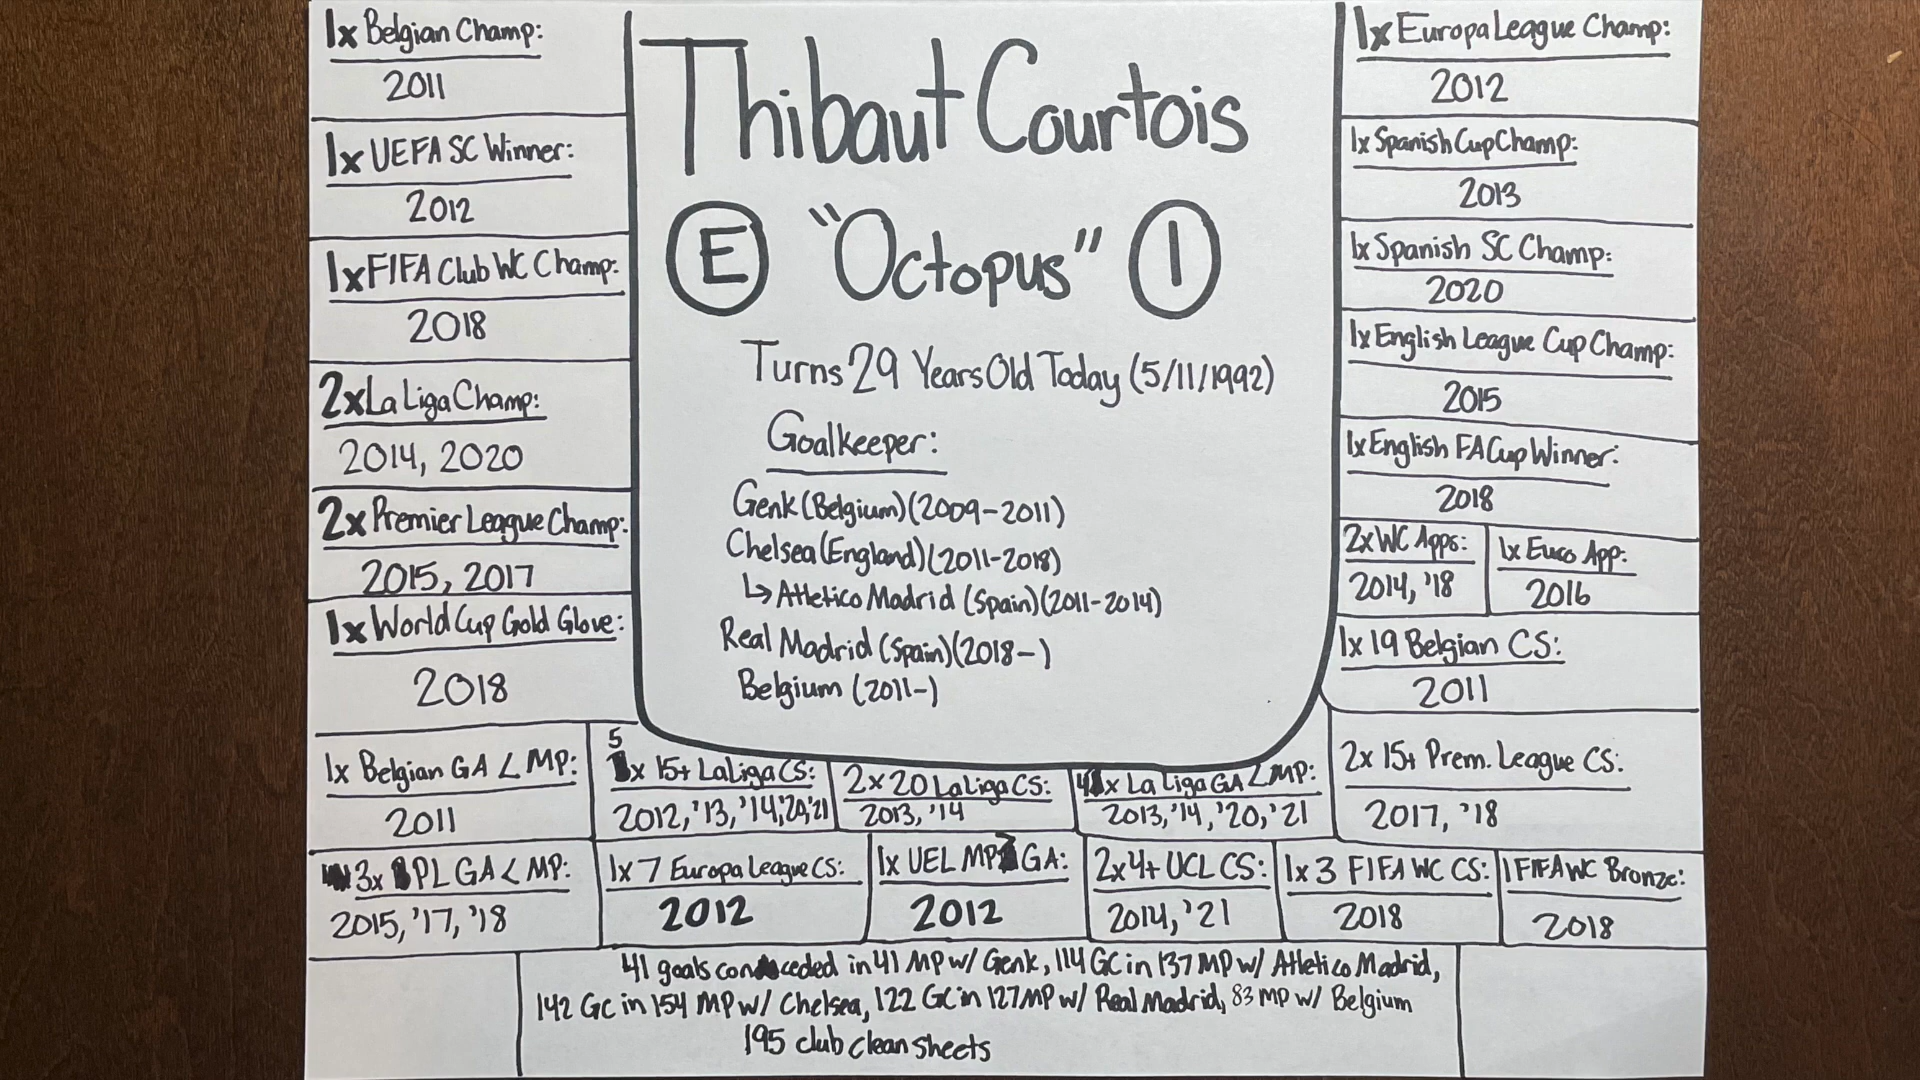 1x Belgian Champ:
2011
1x UEFA SC Winner:
2012
1x FIFA Club WC Champ:
2018
2x La Liga Champ:
2014, 2020
2x Premier League Champ:
2015, 2017
1x World Cup Gold Glove:
2018
Thibaut Courtois
E "Octopus" 1
Turns 29 Years Old Today (5/11/1992)
Goalkeeper:
Genk (Belgium) (2009-2011)
Chelsea (England) (2011-2018)
↳ Atletico Madrid (Spain) (2011-2014)
Real Madrid (Spain) (2018-)
Belgium (2011-)
1x Europa League Champ:
2012
1x Spanish Cup Champ:
2013
1x Spanish SC Champ:
2020
1x English League Cup Champ:
2015
1x English FA Cup Winner:
2018
2x WC Apps:
2014, '18
1x Euro App:
2016
1x 19 Belgian CS:
2011
1x Belgian GA < MP:
2011
5x 15+ La Liga CS:
2012, '13, '14, '20, '21
2x 20 La Liga CS:
2013, '14
4x La Liga GA < MP:
2013, '14, '20, '21
2x 15+ Prem. League CS:
2017, '18
3x PL GA < MP:
2015, '17, '18
1x 7 Europa League CS:
2012
1x UEL MP > GA:
2012
2x 4+ UCL CS:
2014, '21
1x 3 FIFA WC CS:
2018
1 FIFA WC Bronze:
2018
41 goals conceded in 41 MP w/ Genk, 114 GC in 137 MP w/ Atletico Madrid,
142 GC in 154 MP w/ Chelsea, 122 GC in 127 MP w/ Real Madrid, 83 MP w/ Belgium
195 club clean sheets